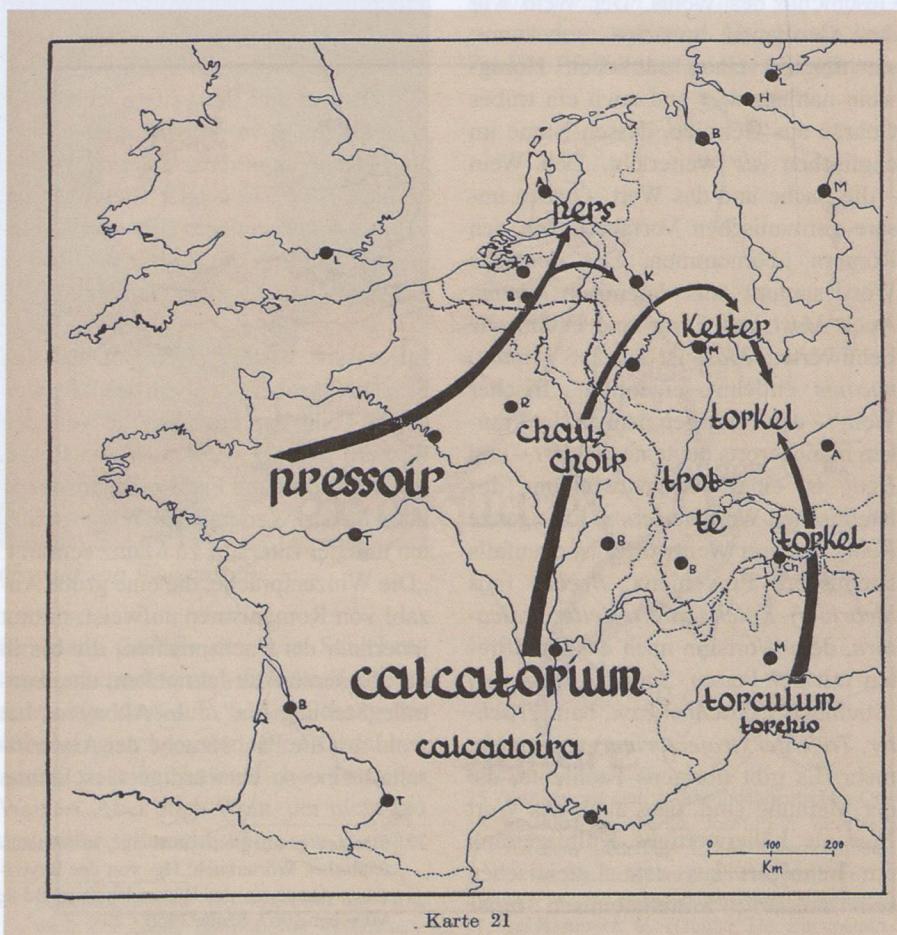 L
H
B
A
M
pers
L
A
K
B
Kelter
M
R
torkel
chau-
choir
A
pressoir
trot-
te
T
torkel
B
B
Ch
M
calcatorium
torculum
torchio
B
calcadoira
T
M
0 100 200
Km
Karte 21